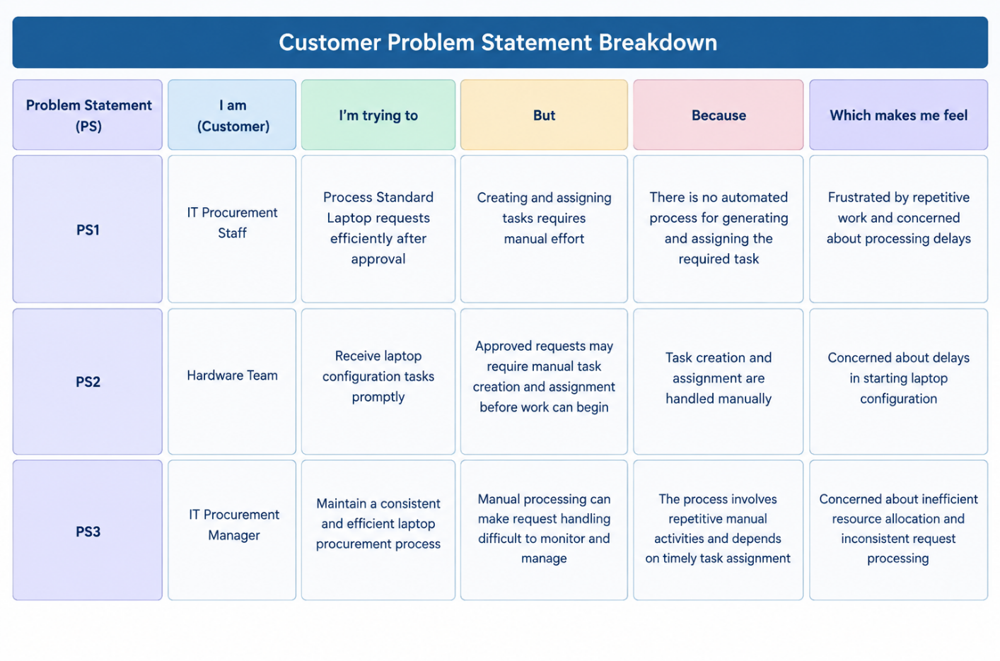 Customer Problem Statement Breakdown
Problem Statement
(PS)
I am
(Customer)
I'm trying to
But
Because
Which makes me feel
PS1
IT Procurement
Staff
Process Standard
Laptop requests
efficiently after
approval
Creating and assigning
tasks requires
manual effort
There is no automated
process for generating
and assigning the
required task
Frustrated by repetitive
work and concerned
about processing delays
PS2
Hardware Team
Receive laptop
configuration tasks
promptly
Approved requests may
require manual task
creation and assignment
before work can begin
Task creation and
assignment are
handled manually
Concerned about delays
in starting laptop
configuration
PS3
IT Procurement
Manager
Maintain a consistent
and efficient laptop
procurement process
Manual processing can
make request handling
difficult to monitor and
manage
The process involves
repetitive manual
activities and depends
on timely task assignment
Concerned about inefficient
resource allocation and
inconsistent request
processing